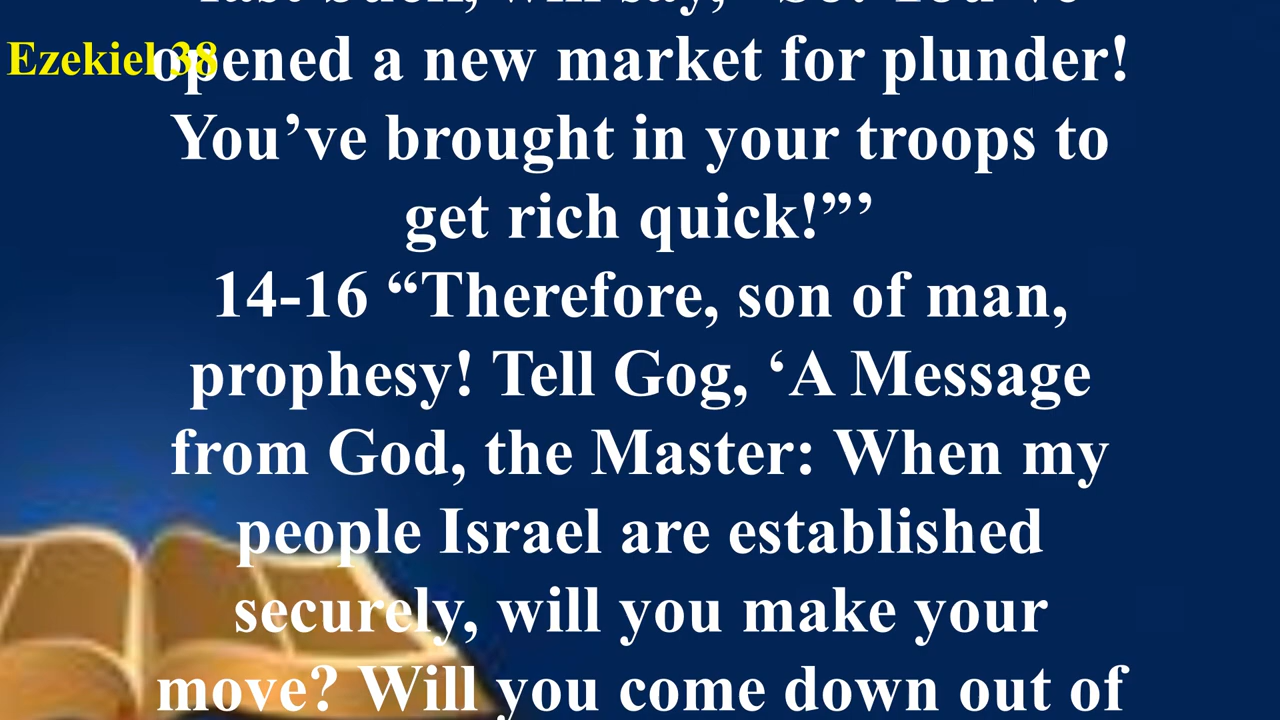 Ezekiel 38
opened a new market for plunder!
You’ve brought in your troops to
get rich quick!”’
14-16 “Therefore, son of man,
prophesy! Tell Gog, ‘A Message
from God, the Master: When my
people Israel are established
securely, will you make your
move? Will you come down out of